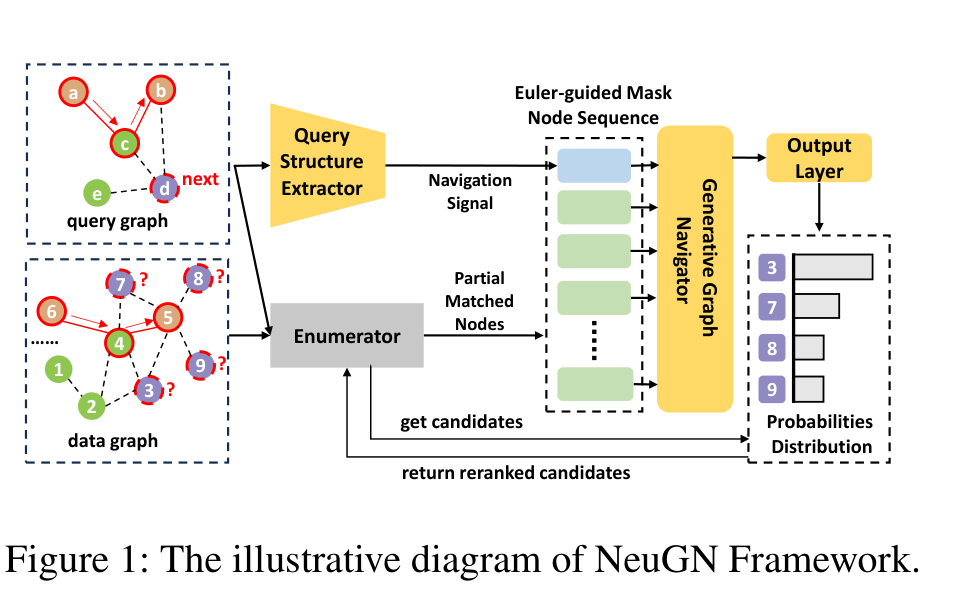 a
b
c
d
next
e
query graph
Query
Structure
Extractor
Navigation
Signal
Euler-guided Mask
Node Sequence
Generative Graph
Navigator
Output
Layer
7
?
8
?
6
5
4
......
1
9
?
3
?
2
data graph
Enumerator
Partial
Matched
Nodes
3
7
8
9
Probabilities
Distribution
get candidates
return reranked candidates
Figure 1: The illustrative diagram of NeuGN Framework.